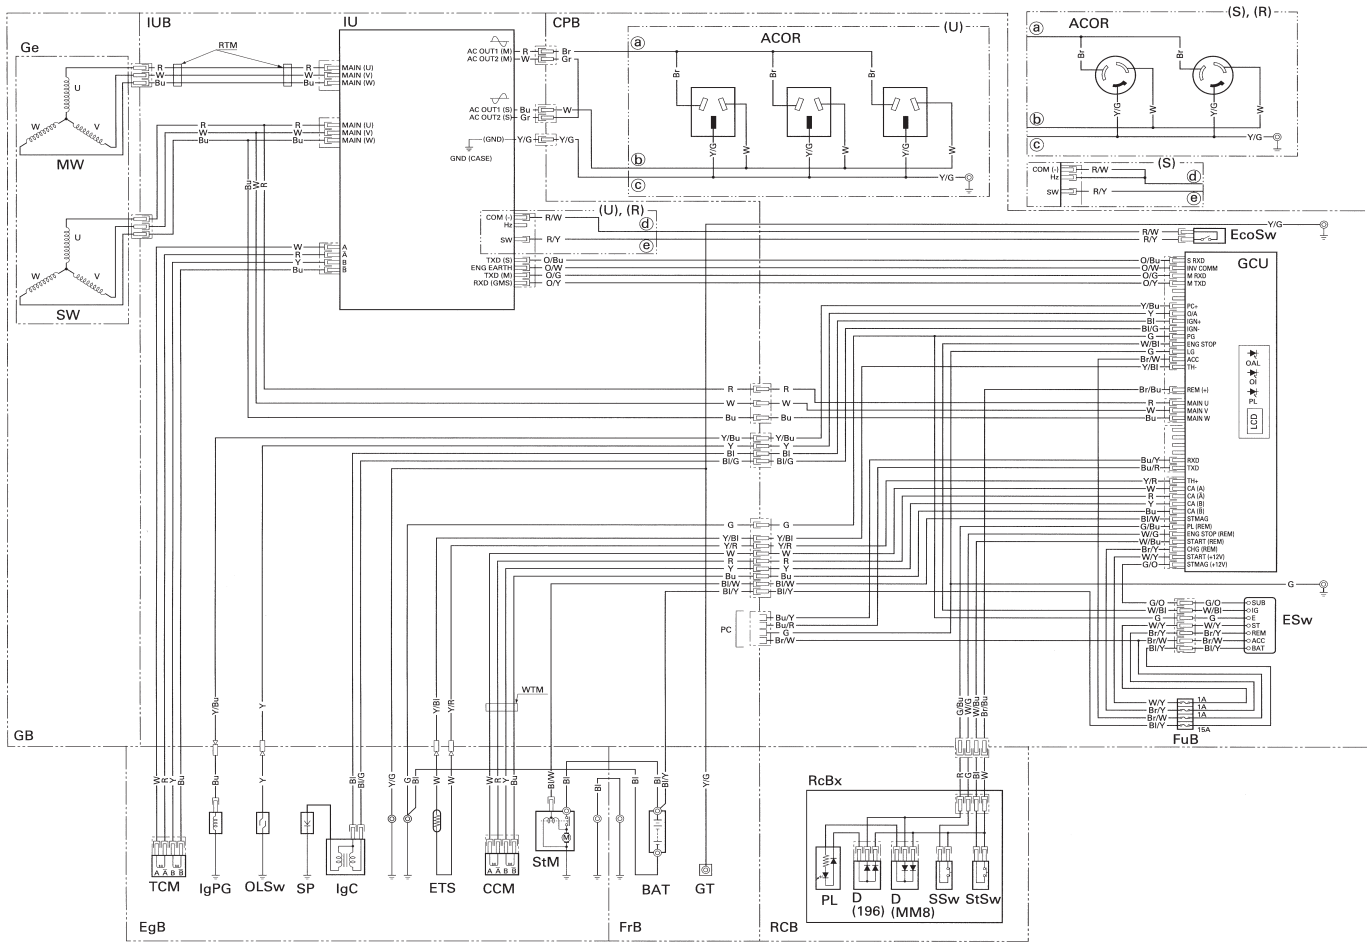 IUB
IU
CPB
(U)
(S), (R)
Ge
RTM
ACOR
ACOR
a
a
AC OUT1 (M)
R
Br
AC OUT2 (M)
W
Gr
R
R
MAIN (U)
W
W
MAIN (V)
Bu
Bu
MAIN (W)
U
W
V
MW
AC OUT1 (S)
Bu
W
AC OUT2 (S)
Gr
(GND)
Y/G
Y/G
GND (CASE)
R
R
MAIN (U)
W
W
MAIN (V)
Bu
Bu
MAIN (W)
Br
Br
Br
Y/G
W
Y/G
W
Y/G
W
b
c
Y/G
Br
Br
Y/G
W
Y/G
W
b
c
Y/G
(S)
COM (-)
R/W
Hz
d
SW
R/Y
e
Bu
W
R
U
W
V
SW
(U), (R)
COM (-)
R/W
d
Hz
SW
R/Y
e
Y/G
R/W
R/Y
EcoSw
W
A
R
A̅
Y
B
Bu
B̅
TXD (S)
O/Bu
ENG EARTH
O/W
TXD (M)
O/G
RXD (GMS)
O/Y
GCU
O/Bu
S RXD
O/W
INV COMM
O/G
M RXD
O/Y
M TXD
Y/Bu
PC+
Y
O/A
Bl
IGN+
Bl/G
IGN-
G
PG
W/Bl
ENG STOP
G
LG
Br/W
ACC
Y/Bl
TH-
Br/Bu
REM (+)
R
MAIN U
W
MAIN V
Bu
MAIN W
OAL
OI
PL
LCD
R
R
W
W
Bu
Bu
Y/Bu
Y/Bu
Y
Y
Bl
Bl
Bl/G
Bl/G
Bu/Y
RXD
Bu/R
TXD
Y/R
TH+
W
CA (A)
R
CA (A̅)
Y
CA (B)
Bu
CA (B̅)
Bl/W
STMAG
G/Bu
PL (REM)
W/G
ENG STOP (REM)
W/Bu
START (REM)
Br/Y
CHG (REM)
W/Y
START (+12V)
G/O
STMAG (+12V)
G
G
Y/Bl
Y/Bl
Y/R
Y/R
W
W
R
R
Y
Y
Bu
Bu
Bl/W
Bl/W
Bl/Y
Bl/Y
G
PC
Bu/Y
Bu/R
G
Br/W
G/O
G/O
SUB
W/Bl
W/Bl
IG
G
G
E
W/Y
W/Y
ST
Br/Y
Br/Y
REM
Br/W
Br/W
ACC
Bl/Y
Bl/Y
BAT
ESw
W/Y
1A
Br/Y
1A
Br/W
1A
Bl/Y
15A
FuB
WTM
Y/Bu
Y
Y/Bl
Y/R
G/Bu
W/G
W/Bu
Br/Bu
GB
W
R
Y
Bu
Bu
Y
Bl
Bl/G
Y/G
G
Bl
W
W
W
R
Y
Bu
Bl/W
Bl
Bl
Bl
Bl
Bl/Y
Y/G
R
G
Bl
W
RcBx
M
A A̅ B B̅
A A̅ B B̅
TCM
IgPG
OLSw
SP
IgC
ETS
CCM
StM
BAT
GT
PL
D
(196)
D
(MM8)
SSw
StSw
EgB
FrB
RCB